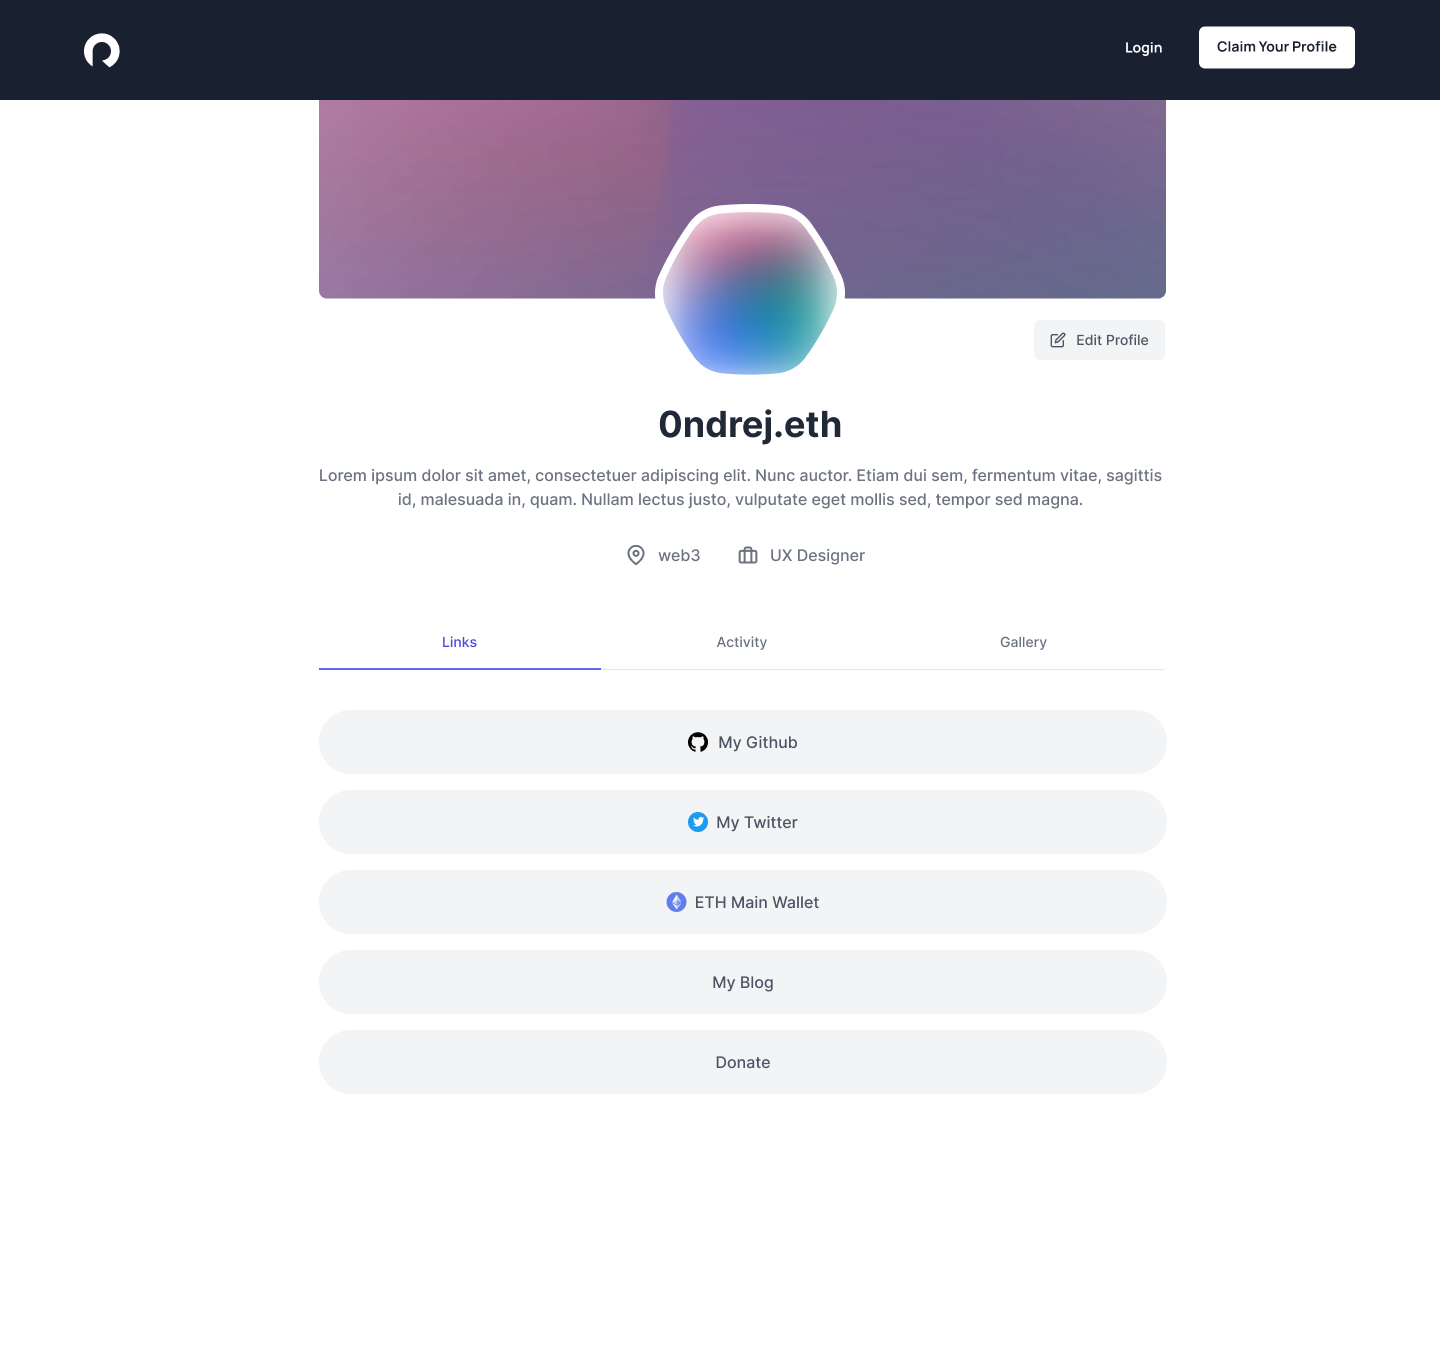 Login
Claim Your Profile
Edit Profile
0ndrej.eth
Lorem ipsum dolor sit amet, consectetuer adipiscing elit. Nunc auctor. Etiam dui sem, fermentum vitae, sagittis
id, malesuada in, quam. Nullam lectus justo, vulputate eget mollis sed, tempor sed magna.
web3
UX Designer
Links
Activity
Gallery
My Github
My Twitter
ETH Main Wallet
My Blog
Donate